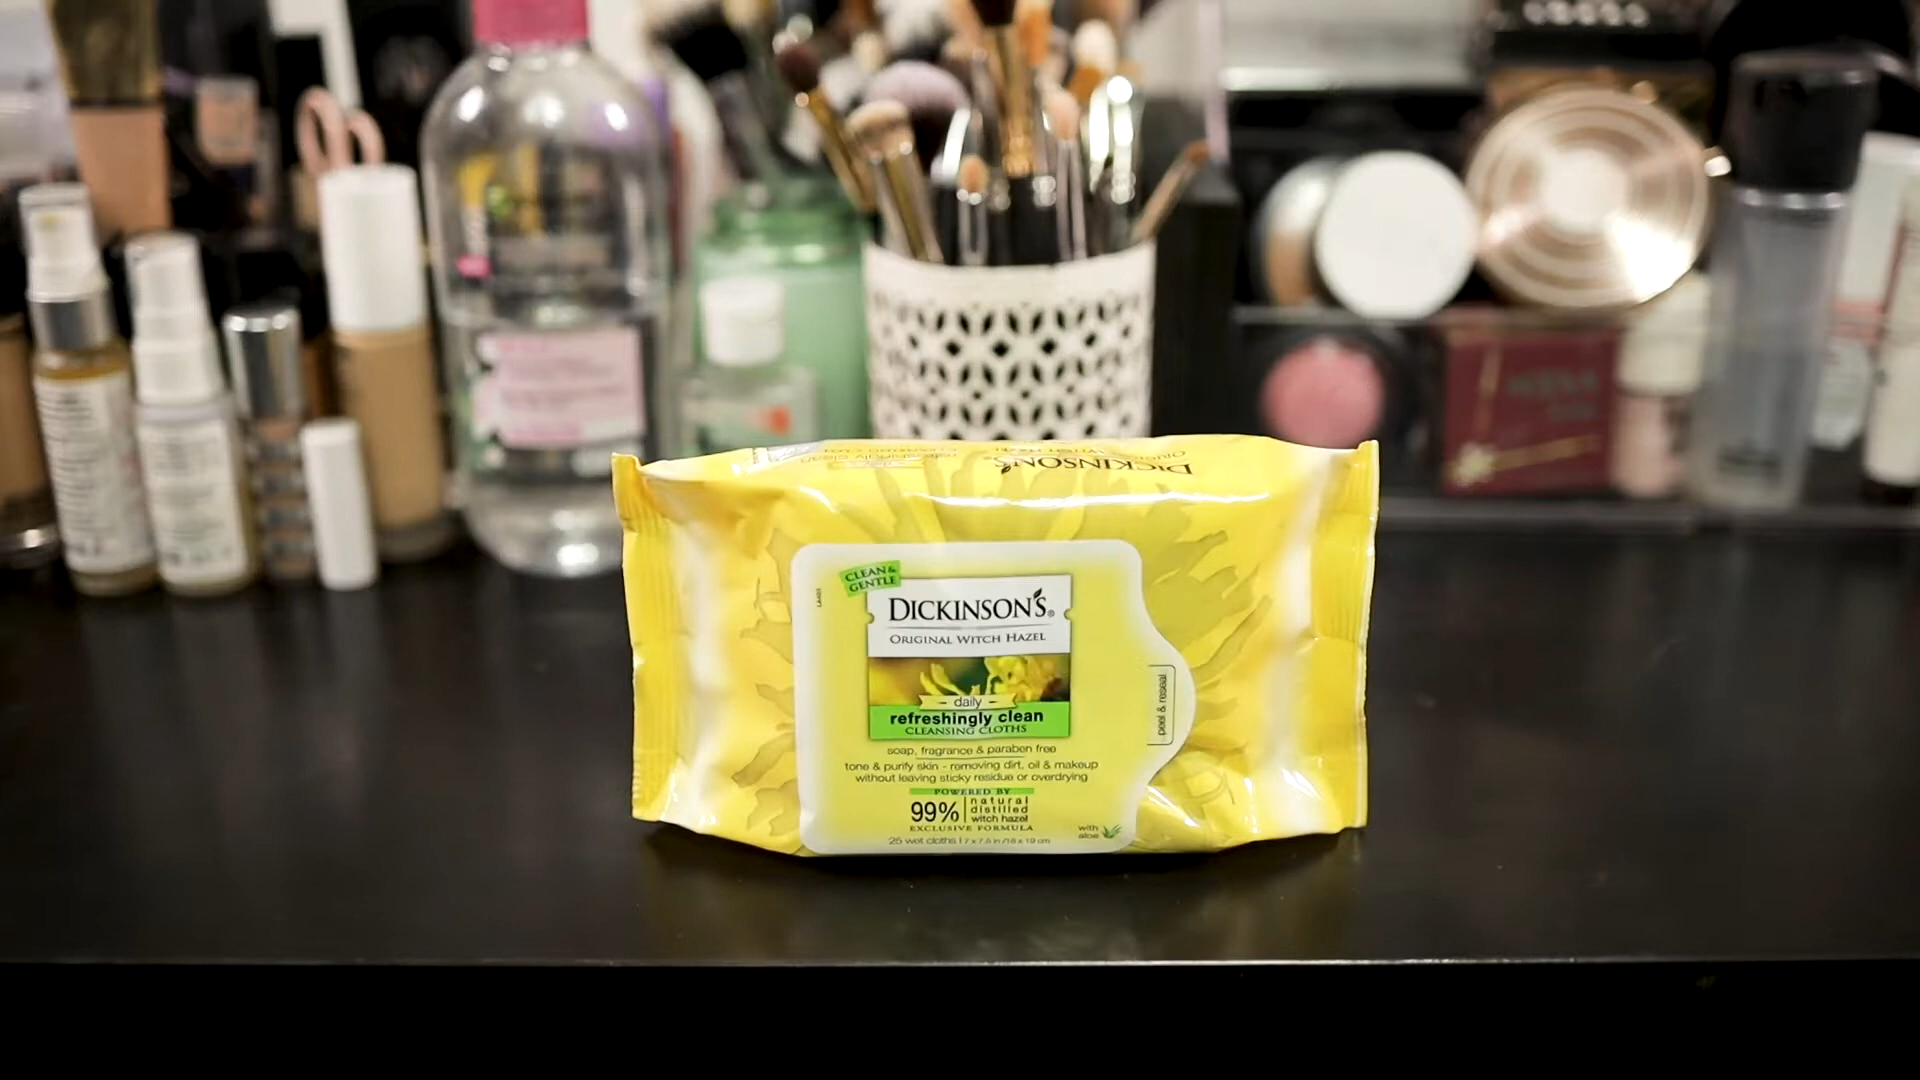 DICKINSON'S
CLEAN &
GENTLE
DICKINSON'S®
ORIGINAL WITCH HAZEL
daily
refreshingly clean
CLEANSING CLOTHS
soap, fragrance & paraben free
tone & purify skin - removing dirt, oil & makeup
without leaving sticky residue or overdrying
POWERED BY
99% natural
distilled
witch hazel
EXCLUSIVE FORMULA
with
aloe
25 wet cloths | 7 x 7.5 in /18 x 19 cm
peel & reseal